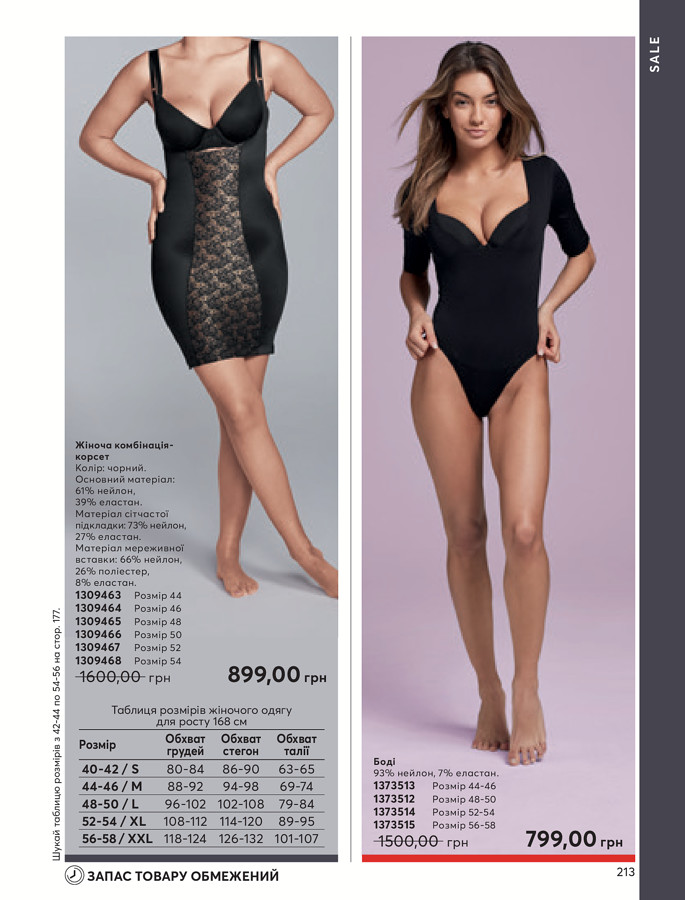 SALE
Жіноча комбінація-
корсет
Колір: чорний.
Основний матеріал:
61% нейлон,
39% еластан.
Матеріал сітчастої
підкладки: 73% нейлон,
27% еластан.
Матеріал мереживної
вставки: 66% нейлон,
26% поліестер,
8% еластан.
1309463 Розмір 44
1309464 Розмір 46
1309465 Розмір 48
1309466 Розмір 50
1309467 Розмір 52
1309468 Розмір 54
1600,00 грн 899,00 грн
Таблиця розмірів жіночого одягу
для росту 168 см
Розмір Обхват грудей Обхват стегон Обхват талії
40-42 / S 80-84 86-90 63-65
44-46 / M 88-92 94-98 69-74
48-50 / L 96-102 102-108 79-84
52-54 / XL 108-112 114-120 89-95
56-58 / XXL 118-124 126-132 101-107
Шукай таблицю розмірів з 42-44 по 54-56 на стор. 177.
Боді
93% нейлон, 7% еластан.
1373513 Розмір 44-46
1373512 Розмір 48-50
1373514 Розмір 52-54
1373515 Розмір 56-58
1500,00 грн 799,00 грн
ЗАПАС ТОВАРУ ОБМЕЖЕНИЙ
213